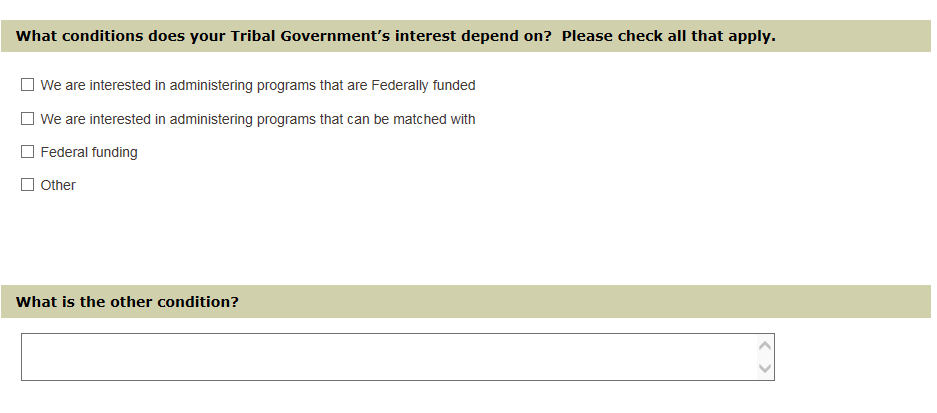 What conditions does your Tribal Government’s interest depend on?  Please check all that apply.
We are interested in administering programs that are Federally funded
We are interested in administering programs that can be matched with
Federal funding
Other
What is the other condition?